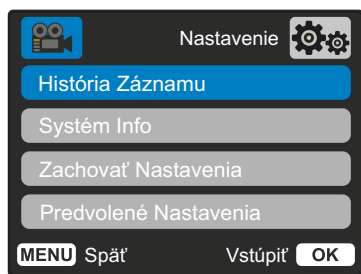 Nastavenie
História Záznamu
Systém Info
Zachovať Nastavenia
Predvolené Nastavenia
MENU Späť Vstúpiť OK